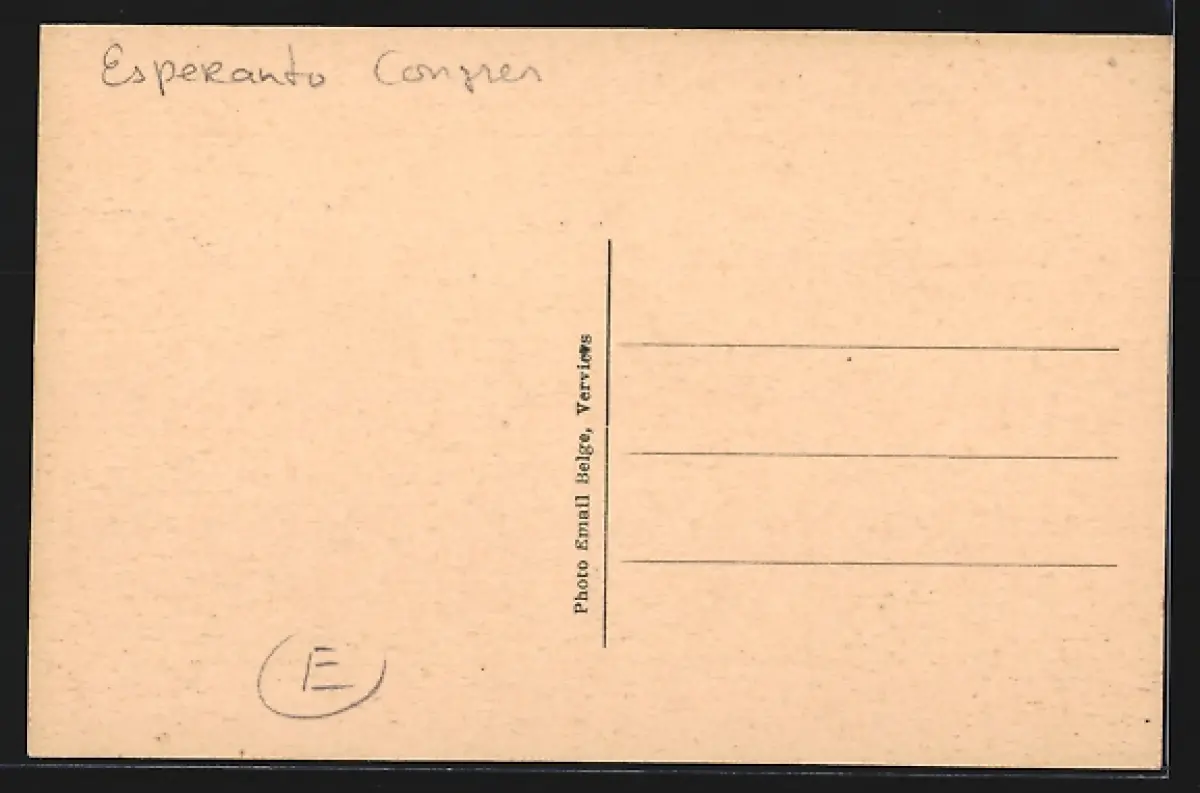 Esperanto Congres
Photo Email Belge, Verviers
E